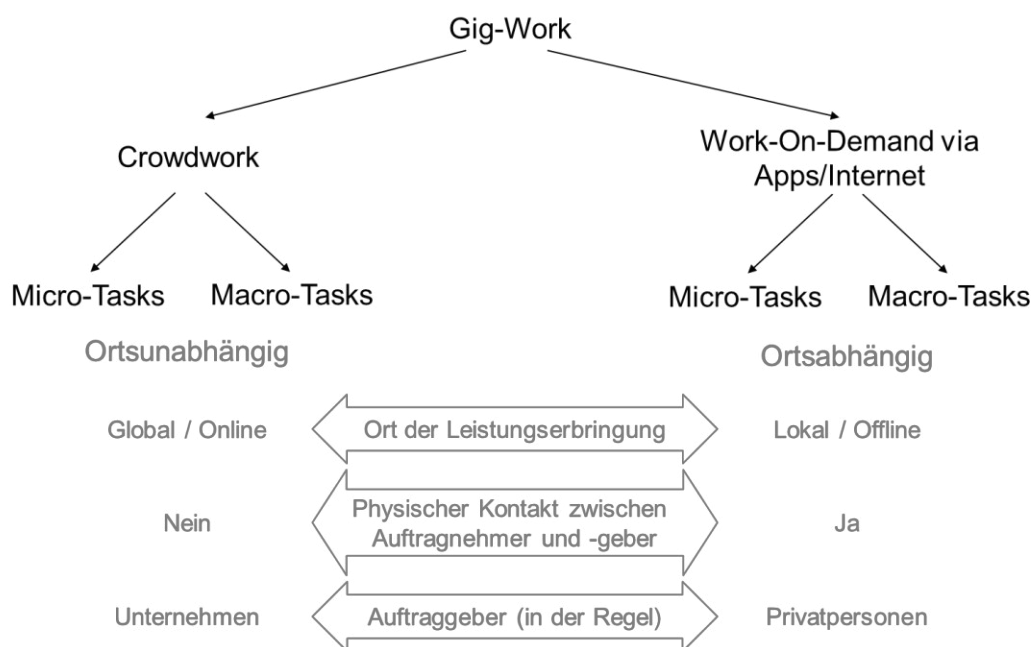 Gig-Work
Crowdwork
Work-On-Demand via
Apps/Internet
Micro-Tasks
Macro-Tasks
Micro-Tasks
Macro-Tasks
Ortsunabhängig
Ortsabhängig
Global / Online
Ort der Leistungserbringung
Lokal / Offline
Nein
Physischer Kontakt zwischen
Auftragnehmer und -geber
Ja
Unternehmen
Auftraggeber (in der Regel)
Privatpersonen